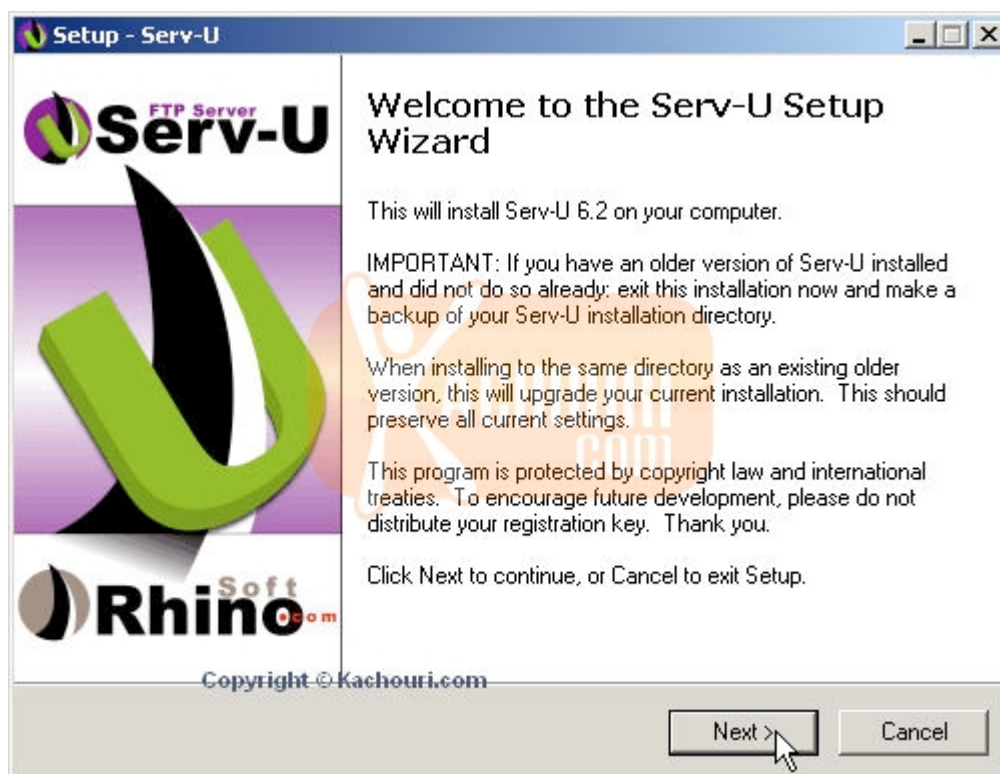 Setup - Serv-U
FTP Server
Serv-U
Welcome to the Serv-U Setup
Wizard
This will install Serv-U 6.2 on your computer.
IMPORTANT: If you have an older version of Serv-U installed
and did not do so already: exit this installation now and make a
backup of your Serv-U installation directory.
When installing to the same directory as an existing older
version, this will upgrade your current installation. This should
preserve all current settings.
This program is protected by copyright law and international
treaties. To encourage future development, please do not
distribute your registration key. Thank you.
Click Next to continue, or Cancel to exit Setup.
RhinoSoft.com
Copyright © Kachouri.com
Kachouri
COM
Next >
Cancel